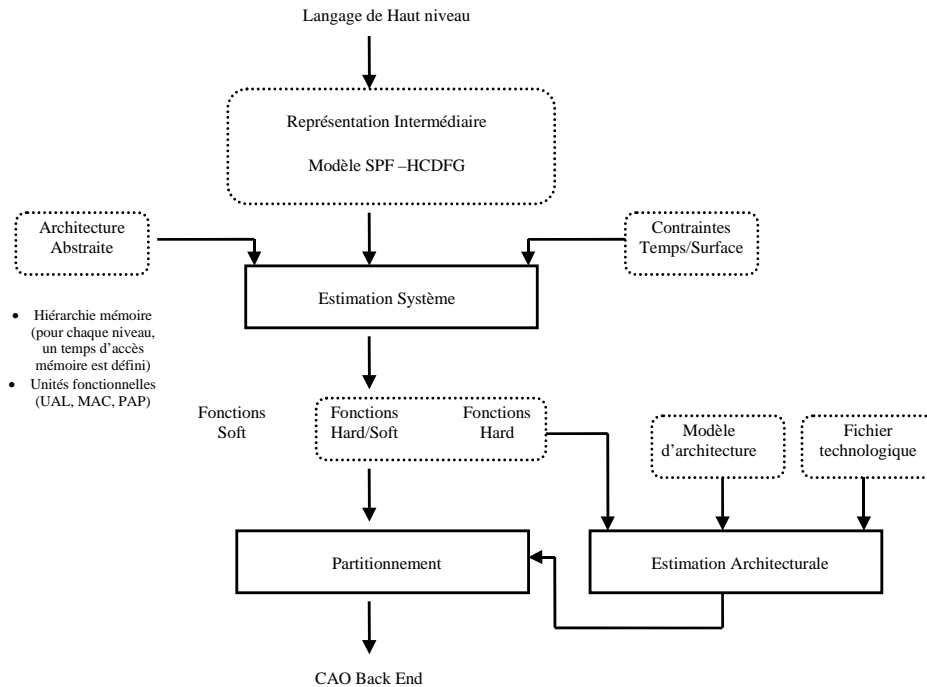 Langage de Haut niveau
Représentation Intermédiaire
Modèle SPF –HCDFG
Architecture
Abstraite
Contraintes
Temps/Surface
Estimation Système
• Hiérarchie mémoire
(pour chaque niveau,
un temps d'accès
mémoire est défini)
• Unités fonctionnelles
(UAL, MAC, PAP)
Fonctions
Soft
Fonctions
Hard/Soft
Fonctions
Hard
Modèle
d'architecture
Fichier
technologique
Partitionnement
Estimation Architecturale
CAO Back End